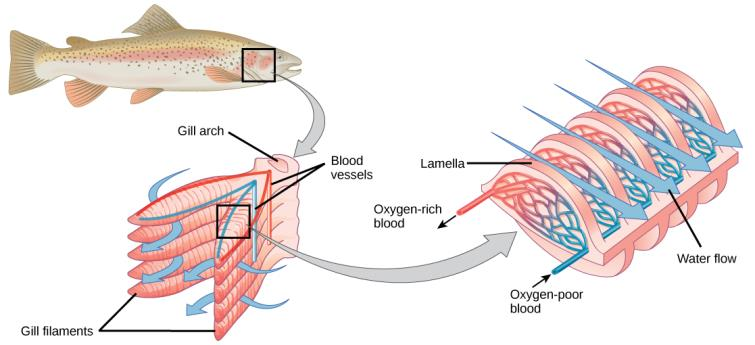 Gill arch
Blood
vessels
Lamella
Oxygen-rich
blood
Water flow
Oxygen-poor
blood
Gill filaments